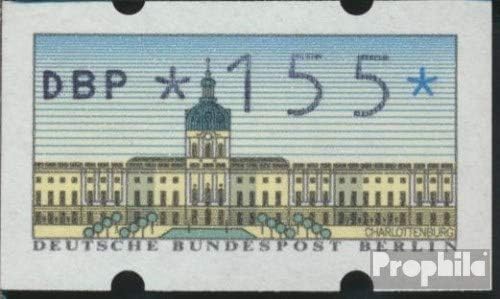 DBP *155*
CHARLOTTENBURG
DEUTSCHE BUNDESPOST BERLIN
Prophila